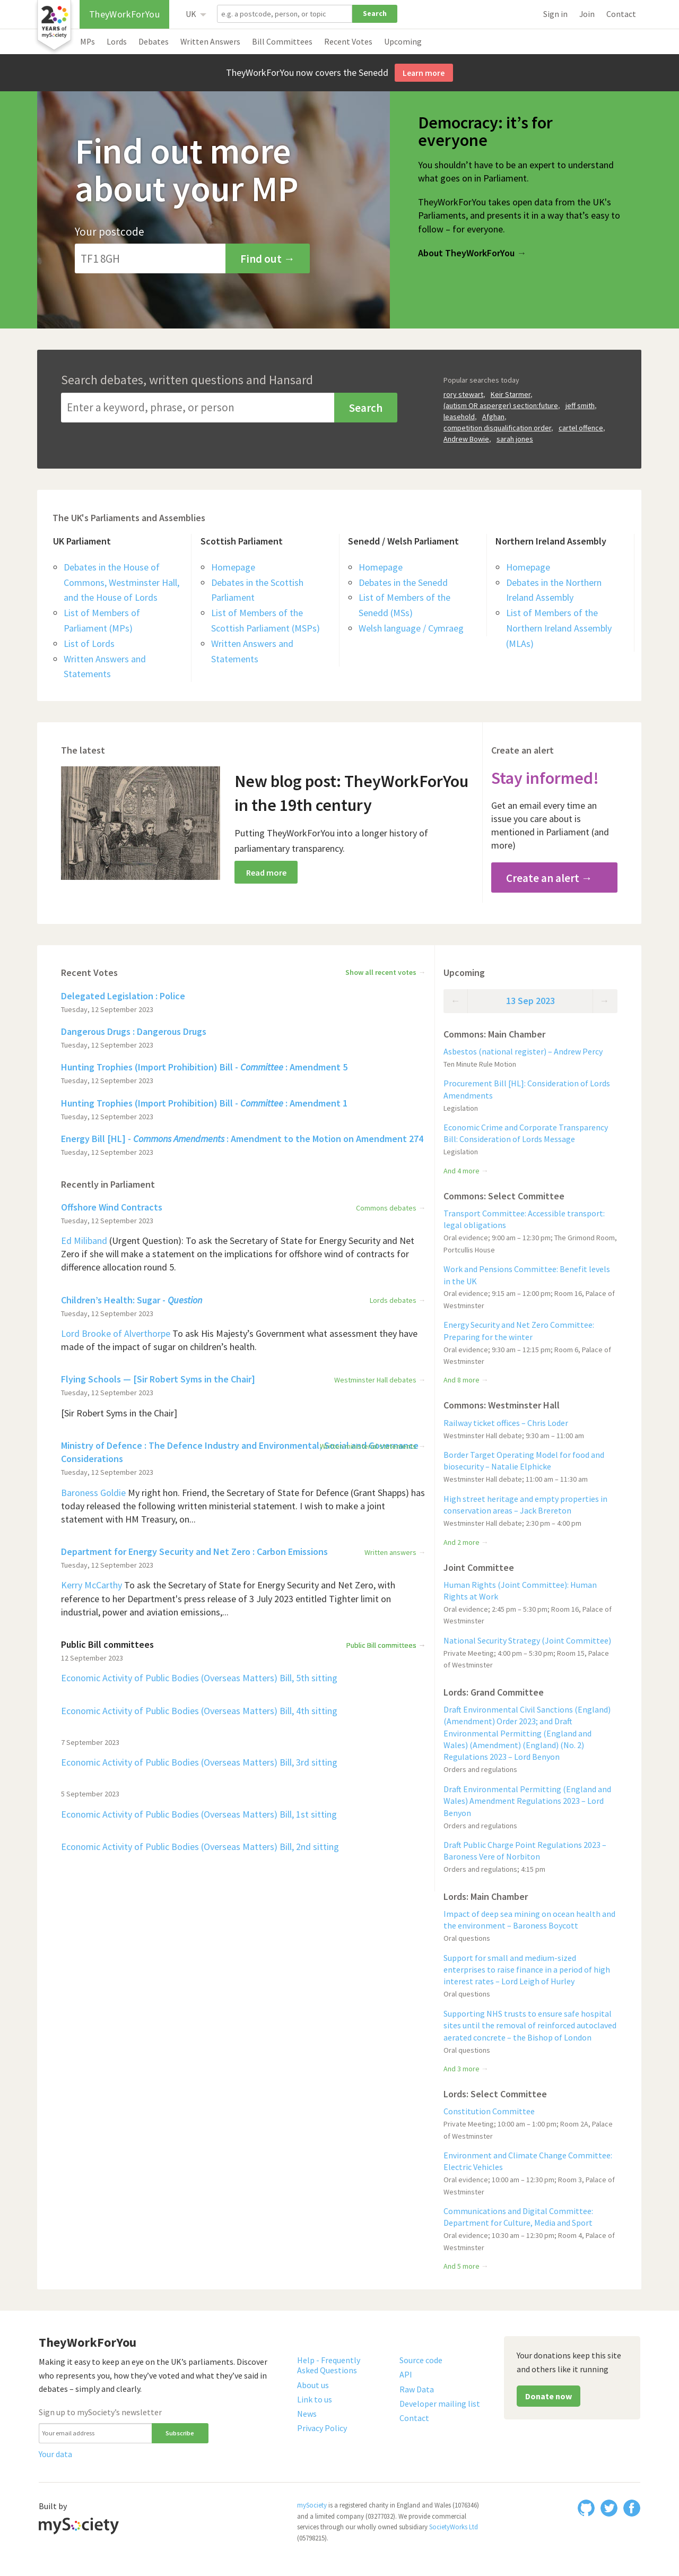 20
YEARS of
mySociety
TheyWorkForYou
UK
e.g. a postcode, person, or topic
Search
Sign in
Join
Contact
MPs
Lords
Debates
Written Answers
Bill Committees
Recent Votes
Upcoming
TheyWorkForYou now covers the Senedd
Learn more
Find out more
about your MP
Your postcode
TF1 8GH
Find out →
Democracy: it’s for
everyone
You shouldn’t have to be an expert to understand
what goes on in Parliament.
TheyWorkForYou takes open data from the UK’s
Parliaments, and presents it in a way that’s easy to
follow – for everyone.
About TheyWorkForYou →
Search debates, written questions and Hansard
Enter a keyword, phrase, or person
Search
Popular searches today
rory stewart, Keir Starmer,
(autism OR asperger) section:future, jeff smith,
leasehold, Afghan,
competition disqualification order, cartel offence,
Andrew Bowie, sarah jones
The UK's Parliaments and Assemblies
UK Parliament
Debates in the House of
Commons, Westminster Hall,
and the House of Lords
List of Members of
Parliament (MPs)
List of Lords
Written Answers and
Statements
Scottish Parliament
Homepage
Debates in the Scottish
Parliament
List of Members of the
Scottish Parliament (MSPs)
Written Answers and
Statements
Senedd / Welsh Parliament
Homepage
Debates in the Senedd
List of Members of the
Senedd (MSs)
Welsh language / Cymraeg
Northern Ireland Assembly
Homepage
Debates in the Northern
Ireland Assembly
List of Members of the
Northern Ireland Assembly
(MLAs)
The latest
New blog post: TheyWorkForYou
in the 19th century
Putting TheyWorkForYou into a longer history of
parliamentary transparency.
Read more
Create an alert
Stay informed!
Get an email every time an
issue you care about is
mentioned in Parliament (and
more)
Create an alert →
Recent Votes
Show all recent votes →
Delegated Legislation : Police
Tuesday, 12 September 2023
Dangerous Drugs : Dangerous Drugs
Tuesday, 12 September 2023
Hunting Trophies (Import Prohibition) Bill - Committee : Amendment 5
Tuesday, 12 September 2023
Hunting Trophies (Import Prohibition) Bill - Committee : Amendment 1
Tuesday, 12 September 2023
Energy Bill [HL] - Commons Amendments : Amendment to the Motion on Amendment 274
Tuesday, 12 September 2023
Recently in Parliament
Offshore Wind Contracts
Commons debates →
Tuesday, 12 September 2023
Ed Miliband (Urgent Question): To ask the Secretary of State for Energy Security and Net
Zero if she will make a statement on the implications for offshore wind of contracts for
difference allocation round 5.
Children’s Health: Sugar - Question
Lords debates →
Tuesday, 12 September 2023
Lord Brooke of Alverthorpe To ask His Majesty’s Government what assessment they have
made of the impact of sugar on children’s health.
Flying Schools — [Sir Robert Syms in the Chair]
Westminster Hall debates →
Tuesday, 12 September 2023
[Sir Robert Syms in the Chair]
Ministry of Defence : The Defence Industry and Environmental, Social and Governance
Considerations
Tuesday, 12 September 2023
Baroness Goldie My right hon. Friend, the Secretary of State for Defence (Grant Shapps) has
today released the following written ministerial statement. I wish to make a joint
statement with HM Treasury, on...
Department for Energy Security and Net Zero : Carbon Emissions
Written answers →
Tuesday, 12 September 2023
Kerry McCarthy To ask the Secretary of State for Energy Security and Net Zero, with
reference to her Department's press release of 3 July 2023 entitled Tighter limit on
industrial, power and aviation emissions,...
Public Bill committees
Public Bill committees →
12 September 2023
Economic Activity of Public Bodies (Overseas Matters) Bill, 5th sitting
Economic Activity of Public Bodies (Overseas Matters) Bill, 4th sitting
7 September 2023
Economic Activity of Public Bodies (Overseas Matters) Bill, 3rd sitting
5 September 2023
Economic Activity of Public Bodies (Overseas Matters) Bill, 1st sitting
Economic Activity of Public Bodies (Overseas Matters) Bill, 2nd sitting
Upcoming
← 13 Sep 2023 →
Commons: Main Chamber
Asbestos (national register) – Andrew Percy
Ten Minute Rule Motion
Procurement Bill [HL]: Consideration of Lords
Amendments
Legislation
Economic Crime and Corporate Transparency
Bill: Consideration of Lords Message
Legislation
And 4 more →
Commons: Select Committee
Transport Committee: Accessible transport:
legal obligations
Oral evidence; 9:00 am – 12:30 pm; The Grimond Room,
Portcullis House
Work and Pensions Committee: Benefit levels
in the UK
Oral evidence; 9:15 am – 12:00 pm; Room 16, Palace of
Westminster
Energy Security and Net Zero Committee:
Preparing for the winter
Oral evidence; 9:30 am – 12:15 pm; Room 6, Palace of
Westminster
And 8 more →
Commons: Westminster Hall
Railway ticket offices – Chris Loder
Westminster Hall debate; 9:30 am – 11:00 am
Border Target Operating Model for food and
biosecurity – Natalie Elphicke
Westminster Hall debate; 11:00 am – 11:30 am
High street heritage and empty properties in
conservation areas – Jack Brereton
Westminster Hall debate; 2:30 pm – 4:00 pm
And 2 more →
Joint Committee
Human Rights (Joint Committee): Human
Rights at Work
Oral evidence; 2:45 pm – 5:30 pm; Room 16, Palace of
Westminster
National Security Strategy (Joint Committee)
Private Meeting; 4:00 pm – 5:30 pm; Room 15, Palace
of Westminster
Lords: Grand Committee
Draft Environmental Civil Sanctions (England)
(Amendment) Order 2023; and Draft
Environmental Permitting (England and
Wales) (Amendment) (England) (No. 2)
Regulations 2023 – Lord Benyon
Orders and regulations
Draft Environmental Permitting (England and
Wales) Amendment Regulations 2023 – Lord
Benyon
Orders and regulations
Draft Public Charge Point Regulations 2023 –
Baroness Vere of Norbiton
Orders and regulations; 4:15 pm
Lords: Main Chamber
Impact of deep sea mining on ocean health and
the environment – Baroness Boycott
Oral questions
Support for small and medium-sized
enterprises to raise finance in a period of high
interest rates – Lord Leigh of Hurley
Oral questions
Supporting NHS trusts to ensure safe hospital
sites until the removal of reinforced autoclaved
aerated concrete – the Bishop of London
Oral questions
And 3 more →
Lords: Select Committee
Constitution Committee
Private Meeting; 10:00 am – 1:00 pm; Room 2A, Palace
of Westminster
Environment and Climate Change Committee:
Electric Vehicles
Oral evidence; 10:00 am – 12:30 pm; Room 3, Palace of
Westminster
Communications and Digital Committee:
Department for Culture, Media and Sport
Oral evidence; 10:30 am – 12:30 pm; Room 4, Palace of
Westminster
And 5 more →
TheyWorkForYou
Making it easy to keep an eye on the UK’s parliaments. Discover
who represents you, how they’ve voted and what they’ve said in
debates – simply and clearly.
Sign up to mySociety’s newsletter
Your email address
Subscribe
Your data
Help - Frequently
Asked Questions
About us
Link to us
News
Privacy Policy
Source code
API
Raw Data
Developer mailing list
Contact
Your donations keep this site
and others like it running
Donate now
Built by
mySociety
mySociety is a registered charity in England and Wales (1076346)
and a limited company (03277032). We provide commercial
services through our wholly owned subsidiary SocietyWorks Ltd
(05798215).